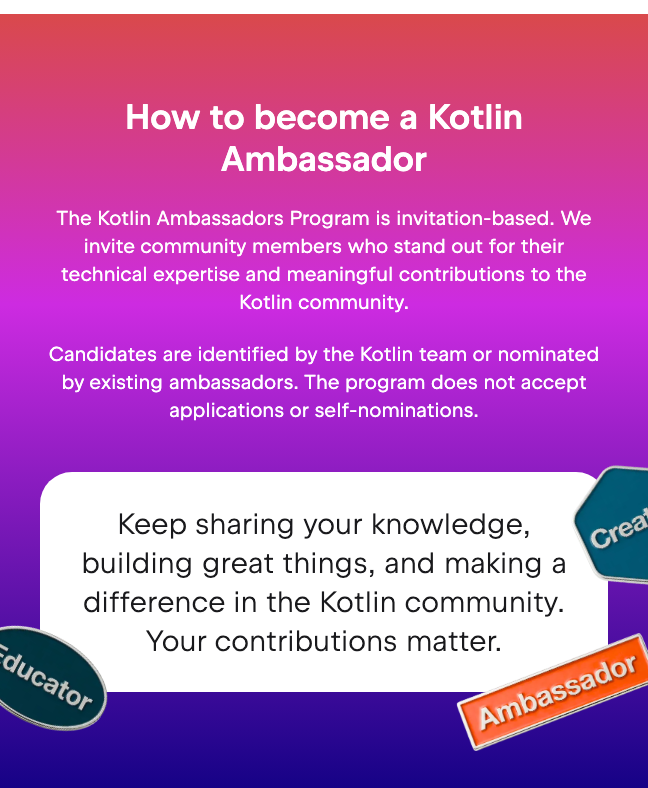 How to become a Kotlin
Ambassador
The Kotlin Ambassadors Program is invitation-based. We
invite community members who stand out for their
technical expertise and meaningful contributions to the
Kotlin community.
Candidates are identified by the Kotlin team or nominated
by existing ambassadors. The program does not accept
applications or self-nominations.
Keep sharing your knowledge,
building great things, and making a
difference in the Kotlin community.
Your contributions matter.
Creat
Educator
Ambassador